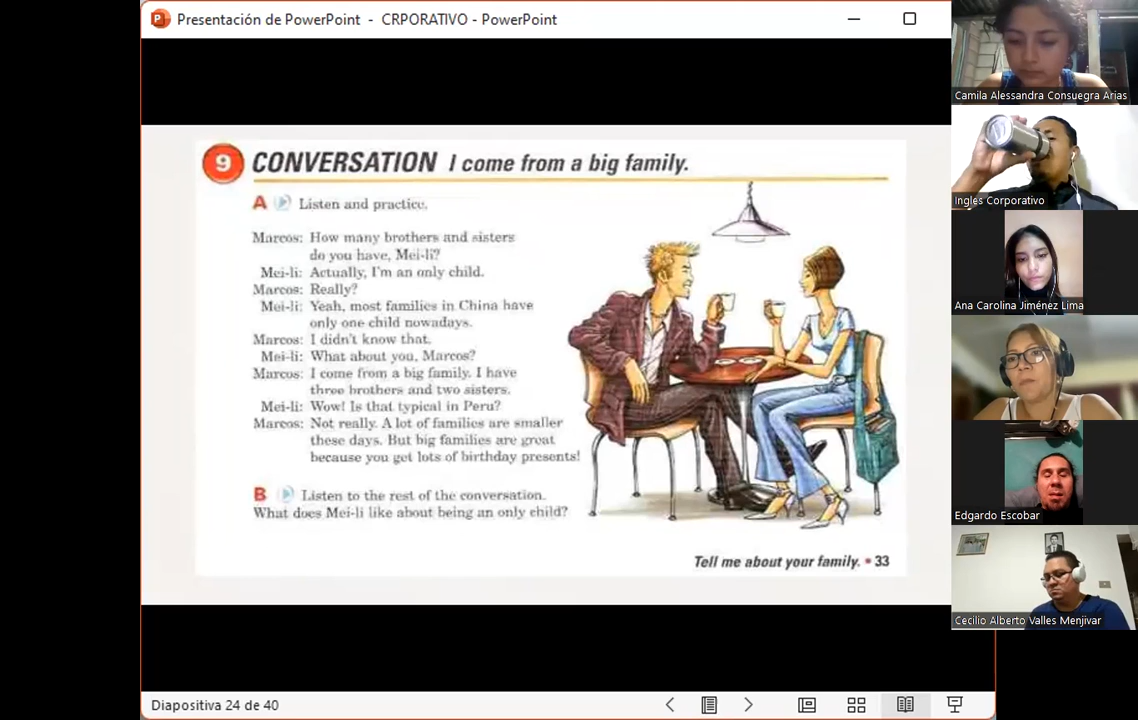 Presentación de PowerPoint - CRPORATIVO - PowerPoint
9 CONVERSATION I come from a big family.
A Listen and practice.
Marcos: How many brothers and sisters
do you have, Mei-li?
Mei-li: Actually, I'm an only child.
Marcos: Really?
Mei-li: Yeah, most families in China have
only one child nowadays.
Marcos: I didn't know that.
Mei-li: What about you, Marcos?
Marcos: I come from a big family. I have
three brothers and two sisters.
Mei-li: Wow! Is that typical in Peru?
Marcos: Not really. A lot of families are smaller
these days. But big families are great
because you get lots of birthday presents!
B Listen to the rest of the conversation.
What does Mei-li like about being an only child?
Tell me about your family. • 33
Diapositiva 24 de 40
Camila Alessandra Consuegra Arias
Ingles Corporativo
Ana Carolina Jiménez Lima
Edgardo Escobar
Cecilio Alberto Valles Menjivar